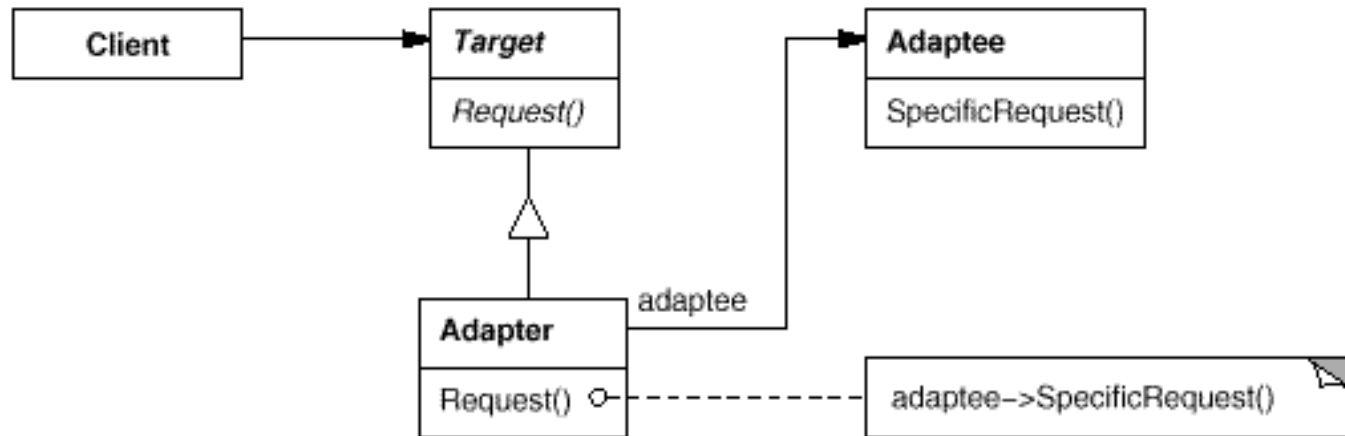 Client
Target
Request()
Adaptee
SpecificRequest()
adaptee
Adapter
Request()
adaptee->SpecificRequest()